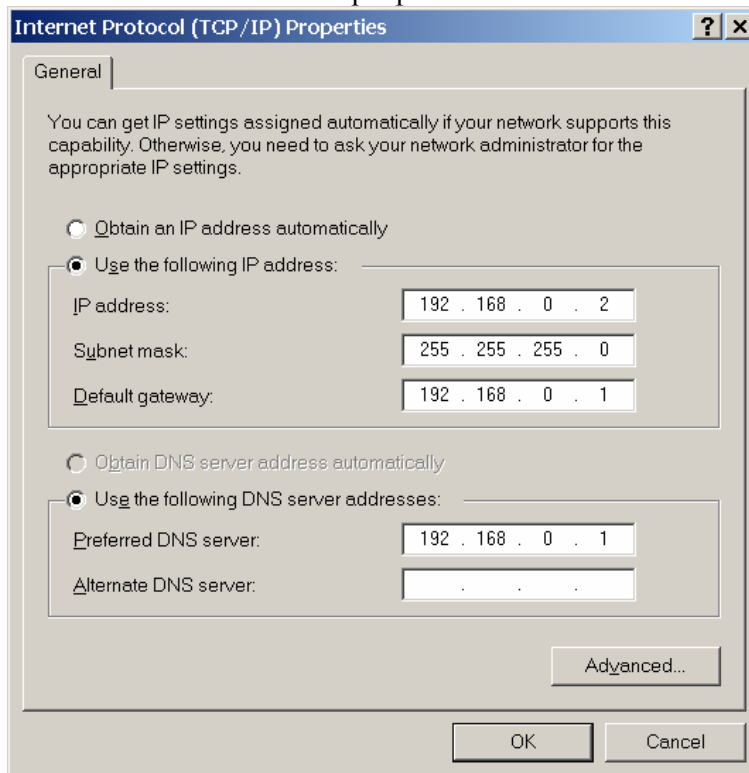 Internet Protocol (TCP/IP) Properties ? ×
General
You can get IP settings assigned automatically if your network supports this
capability. Otherwise, you need to ask your network administrator for the
appropriate IP settings.
Obtain an IP address automatically
Use the following IP address:
IP address: 192 . 168 . 0 . 2
Subnet mask: 255 . 255 . 255 . 0
Default gateway: 192 . 168 . 0 . 1
Obtain DNS server address automatically
Use the following DNS server addresses:
Preferred DNS server: 192 . 168 . 0 . 1
Alternate DNS server: . . .
Advanced...
OK Cancel